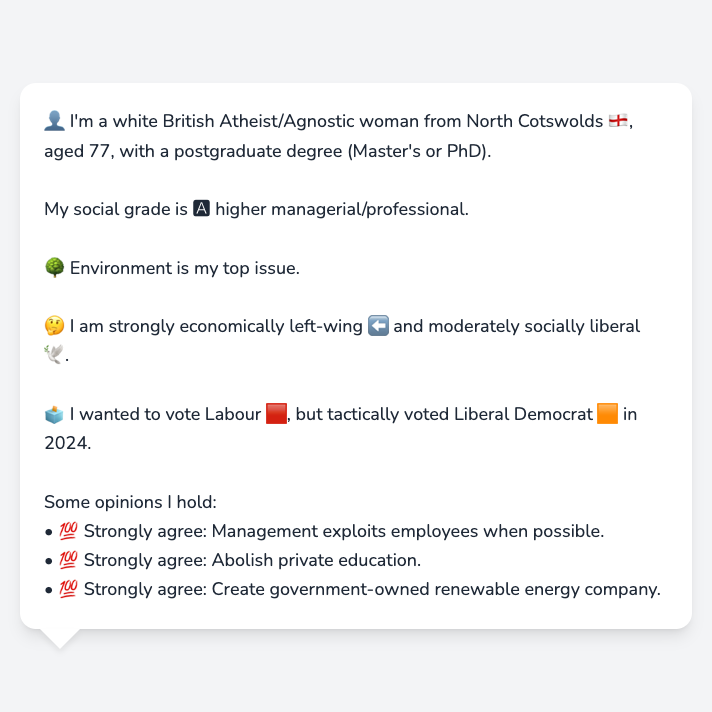 👤 I'm a white British Atheist/Agnostic woman from North Cotswolds 🏴󠁧󠁢󠁥󠁮󠁧󠁿,
aged 77, with a postgraduate degree (Master's or PhD).
My social grade is 🅰 higher managerial/professional.
🌳 Environment is my top issue.
🤔 I am strongly economically left-wing ⬅️ and moderately socially liberal
🕊️.
🗳️ I wanted to vote Labour 🟥, but tactically voted Liberal Democrat 🟧 in
2024.
Some opinions I hold:
• 💯 Strongly agree: Management exploits employees when possible.
• 💯 Strongly agree: Abolish private education.
• 💯 Strongly agree: Create government-owned renewable energy company.